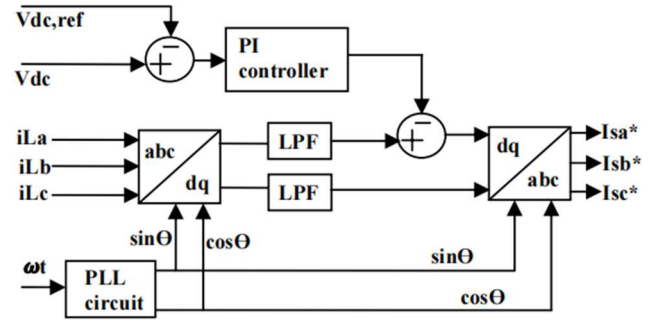 Vdc,ref
Vdc
−
+
PI
controller
iLa
iLb
iLc
abc
dq
LPF
LPF
−
+
dq
abc
Isa*
Isb*
Isc*
sinΘ
cosΘ
sinΘ
cosΘ
ωt
PLL
circuit